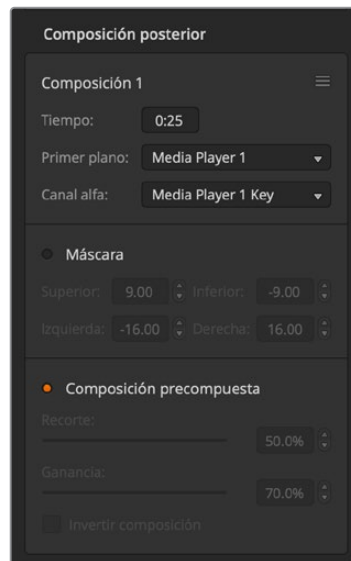 Composición posterior
Composición 1
Tiempo: 0:25
Primer plano: Media Player 1
Canal alfa: Media Player 1 Key
Máscara
Superior: 9.00 Inferior: -9.00
Izquierda: -16.00 Derecha: 16.00
Composición precompuesta
Recorte:
50.0%
Ganancia:
70.0%
Invertir composición